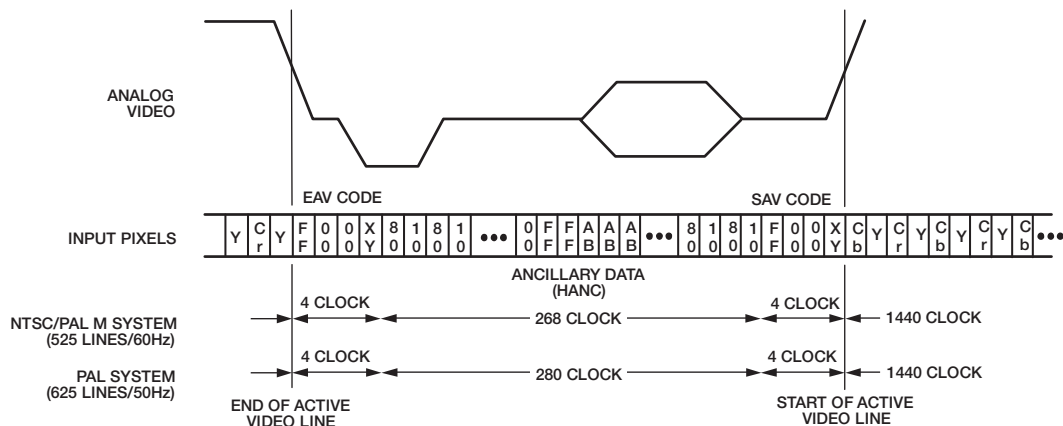 ANALOG
VIDEO
EAV CODE
SAV CODE
INPUT PIXELS
Y Cr Y FF 00 00 XY 80 10 80 10 ••• 00 FF FF AB AB AB ••• 80 10 80 10 FF 00 00 XY Cb Y Cr Y Cb Y Cr Y Cb •••
ANCILLARY DATA
(HANC)
NTSC/PAL M SYSTEM
(525 LINES/60Hz)
4 CLOCK
268 CLOCK
4 CLOCK
1440 CLOCK
PAL SYSTEM
(625 LINES/50Hz)
4 CLOCK
280 CLOCK
4 CLOCK
1440 CLOCK
END OF ACTIVE
VIDEO LINE
START OF ACTIVE
VIDEO LINE